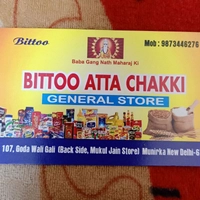 Bittoo
Mob : 9873446276
Baba Gang Nath Maharaj Ki
BITTOO ATTA CHAKKI
GENERAL STORE
107, Goda Wali Gali (Back Side, Mukul Jain Store) Munirka New Delhi-6